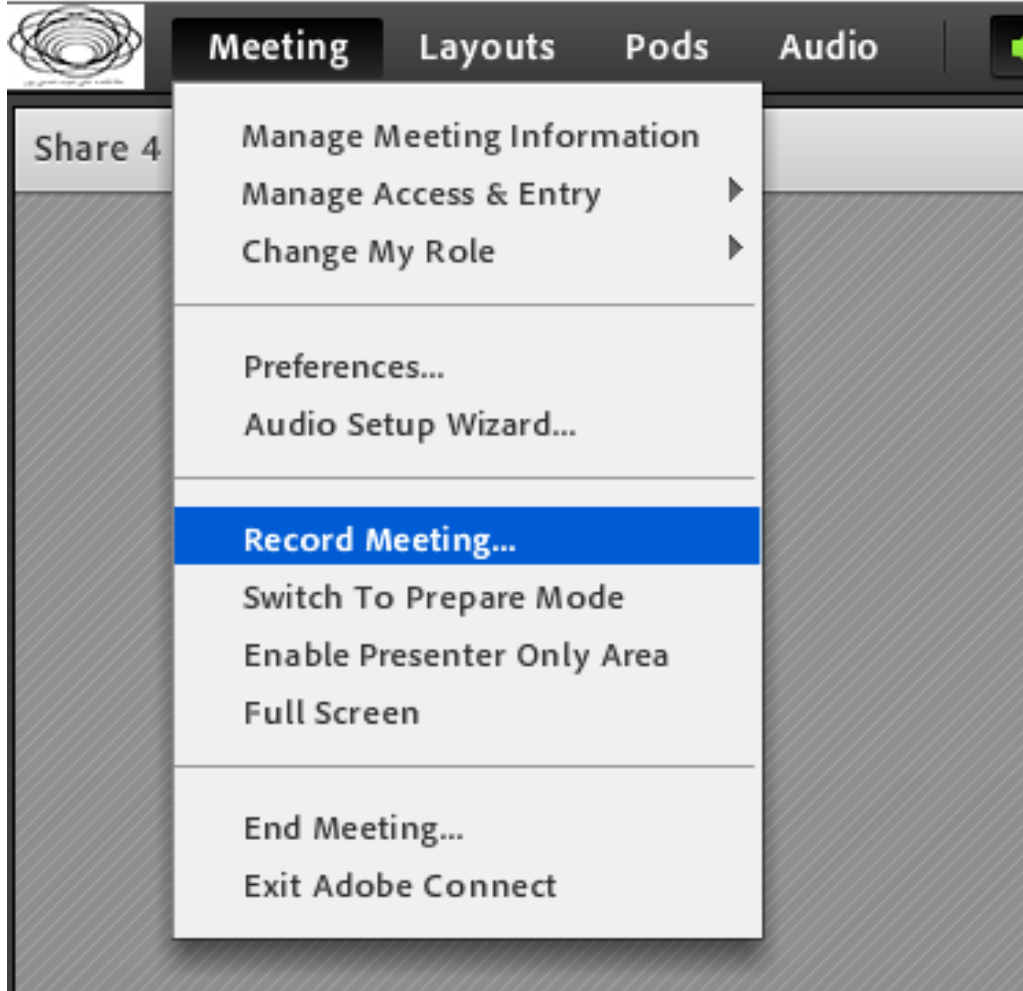 Meeting Layouts Pods Audio
Share 4
Manage Meeting Information
Manage Access & Entry
Change My Role
Preferences...
Audio Setup Wizard...
Record Meeting...
Switch To Prepare Mode
Enable Presenter Only Area
Full Screen
End Meeting...
Exit Adobe Connect